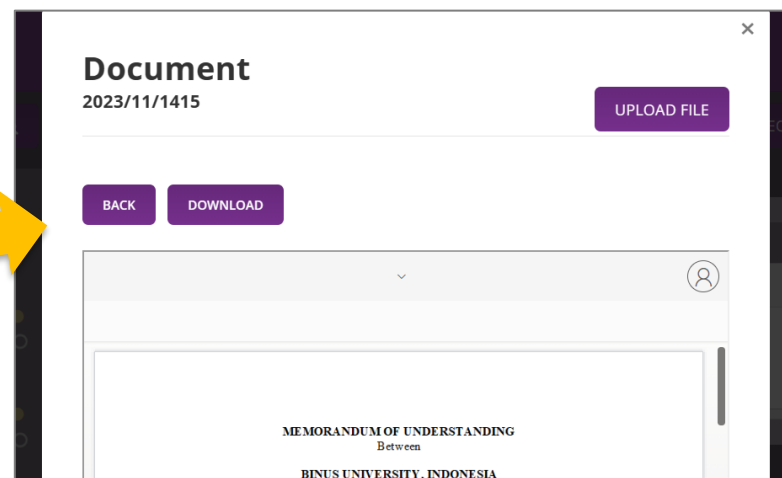 ×
Document
2023/11/1415
UPLOAD FILE
BACK
DOWNLOAD
MEMORANDUM OF UNDERSTANDING
Between
BINUS UNIVERSITY, INDONESIA